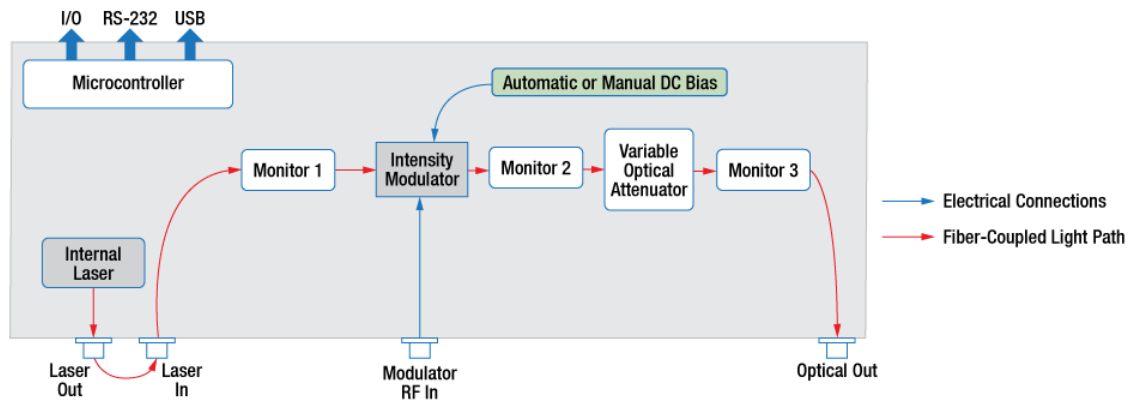 I/O RS-232 USB
Microcontroller
Automatic or Manual DC Bias
Monitor 1
Intensity
Modulator
Monitor 2
Variable
Optical
Attenuator
Monitor 3
Electrical Connections
Fiber-Coupled Light Path
Internal
Laser
Laser
Out
Laser
In
Modulator
RF In
Optical Out